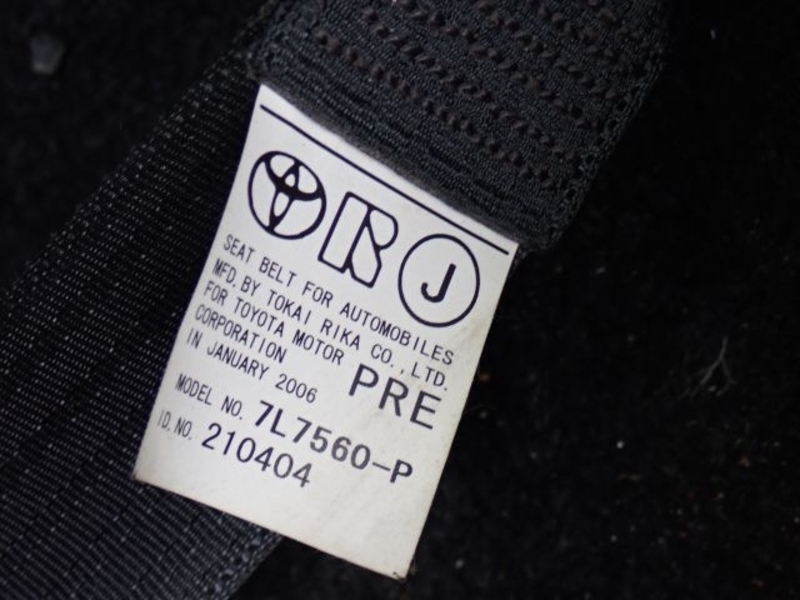 J
SEAT BELT FOR AUTOMOBILES
MFD.BY TOKAI RIKA CO.,LTD.
FOR TOYOTA MOTOR
CORPORATION
IN JANUARY 2006
PRE
MODEL NO. 7L7560-P
ID.NO. 210404